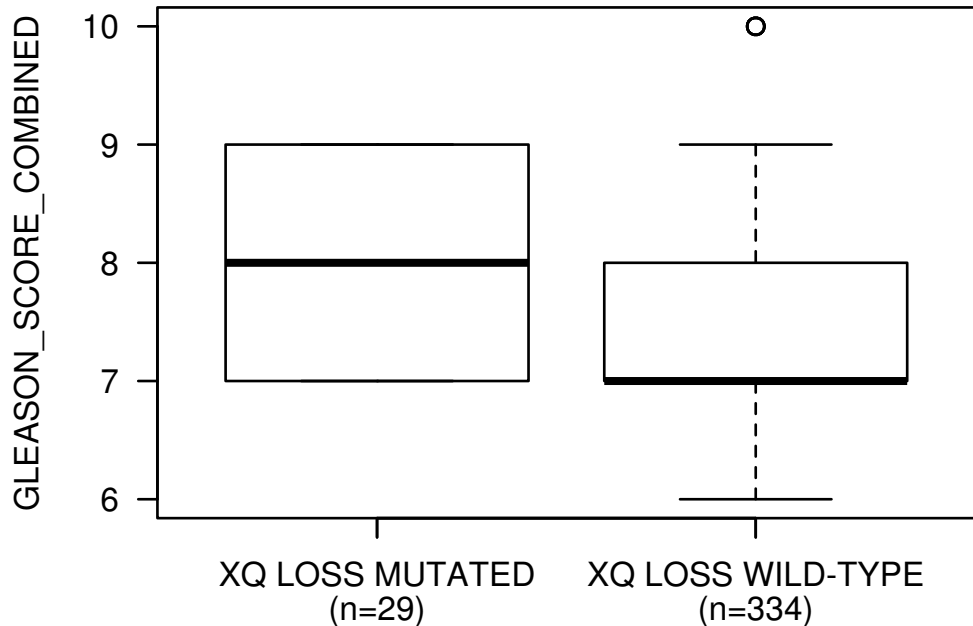 GLEASON_SCORE_COMBINED
10
9
8
7
6
XQ LOSS MUTATED
(n=29)
XQ LOSS WILD-TYPE
(n=334)